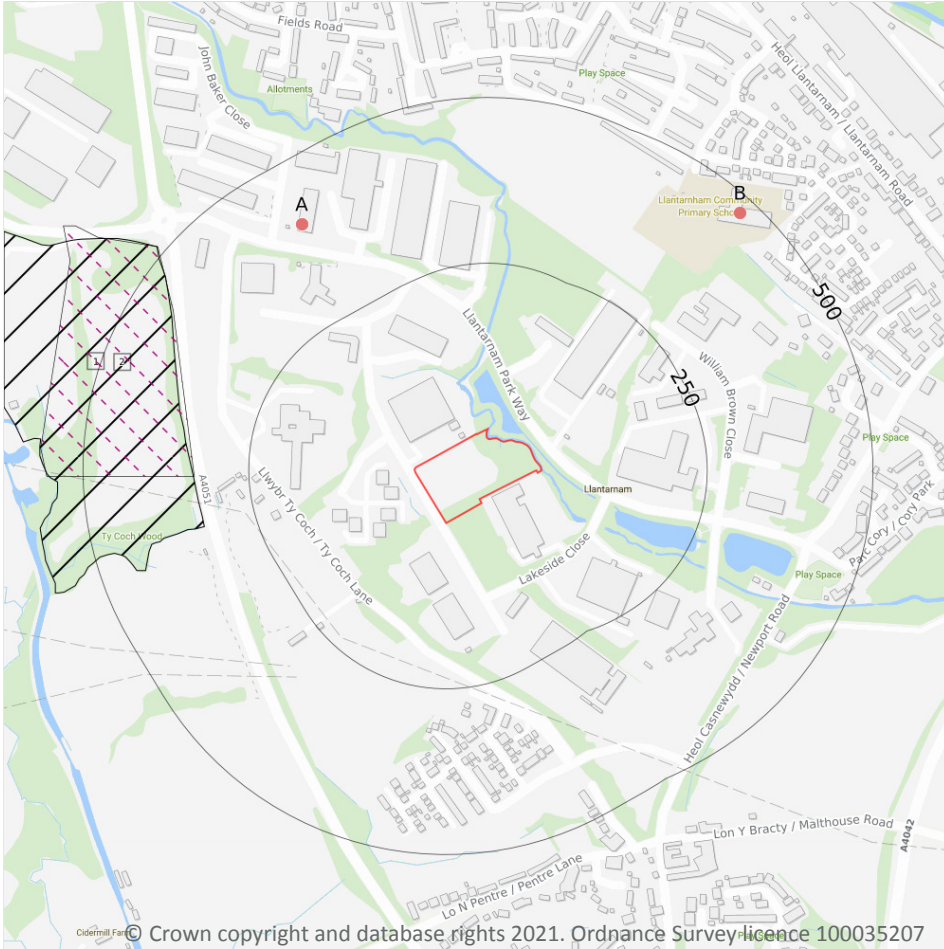 Fields Road
John Baker Close
Allotments
Play Space
Heol Llantarnam / Llantarnam Road
A
B
Llantarnham Community
Primary School
500
Llantarnam Park Way
250
William Brown Close
1
2
A4051
Play Space
Llwybr Ty Coch / Ty Coch Lane
Llantarnam
Ty Coch Wood
Parc Cory / Cory Park
Lakeside Close
Play Space
Heol Casnewydd / Newport Road
Lon Y Bracty / Malthouse Road
A4042
Lo N Pentre / Pentre Lane
Cidermill Farm
Play Space
© Crown copyright and database rights 2021. Ordnance Survey licence 100035207